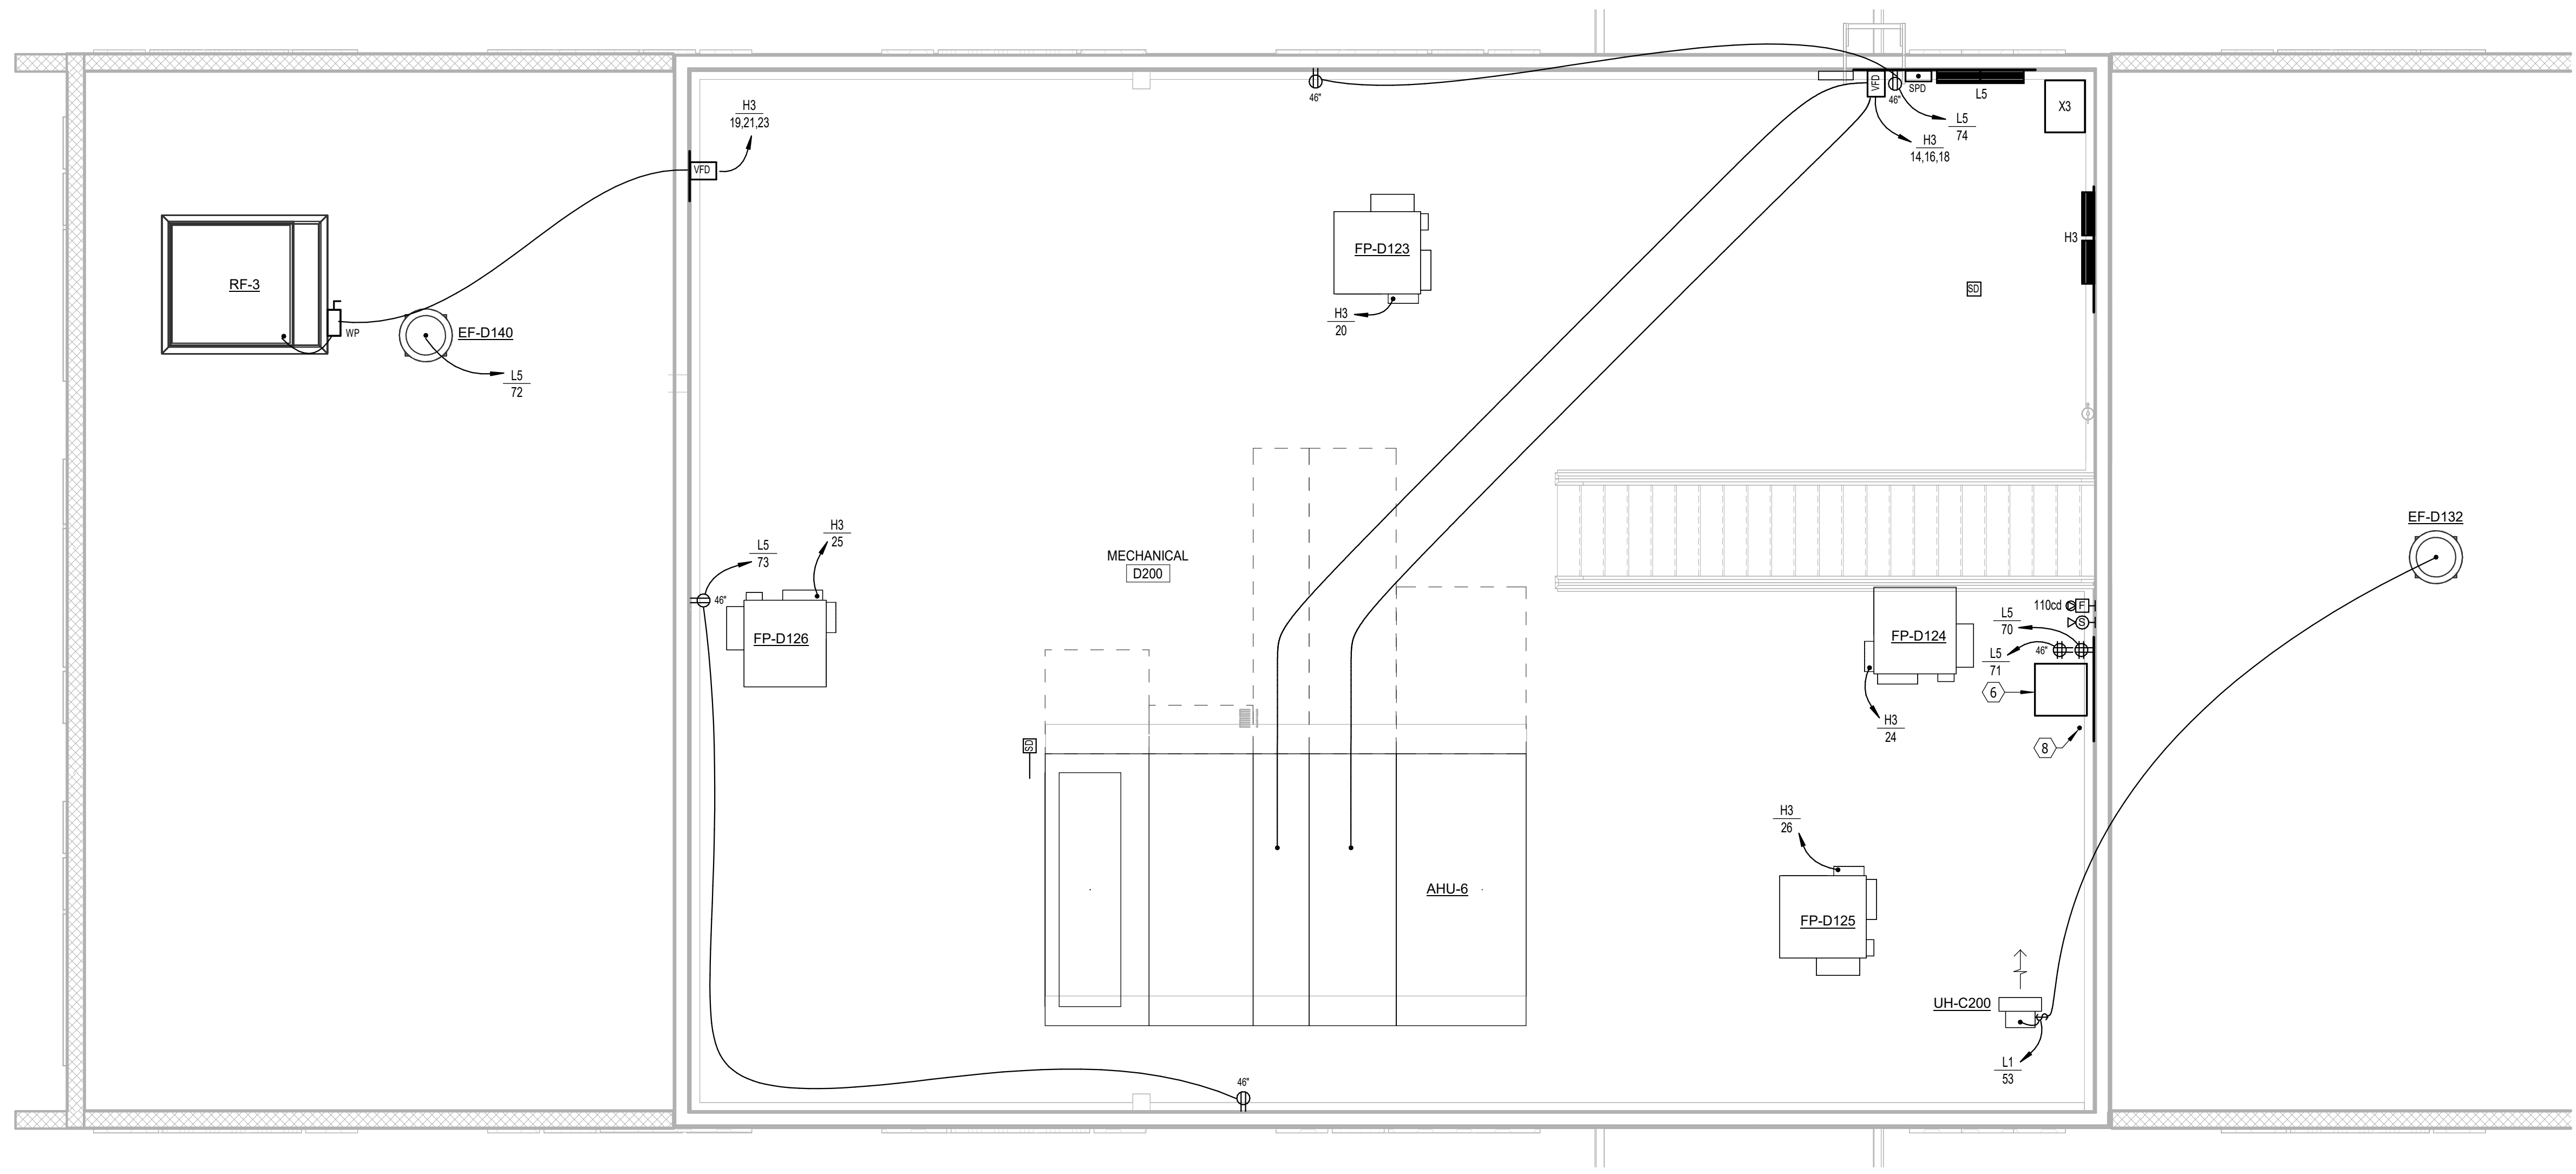 46"
VFD
46"
SPD
L5
X3
H3
19,21,23
L5
74
H3
14,16,18
VFD
FP-D123
H3
RF-3
SD
WP
EF-D140
H3
20
L5
72
EF-D132
H3
25
L5
73
MECHANICAL
D200
46"
FP-D126
110cd
F
S
L5
70
FP-D124
46"
L5
71
6
H3
24
8
SD
H3
26
AHU-6
FP-D125
UH-C200
L1
53
46"